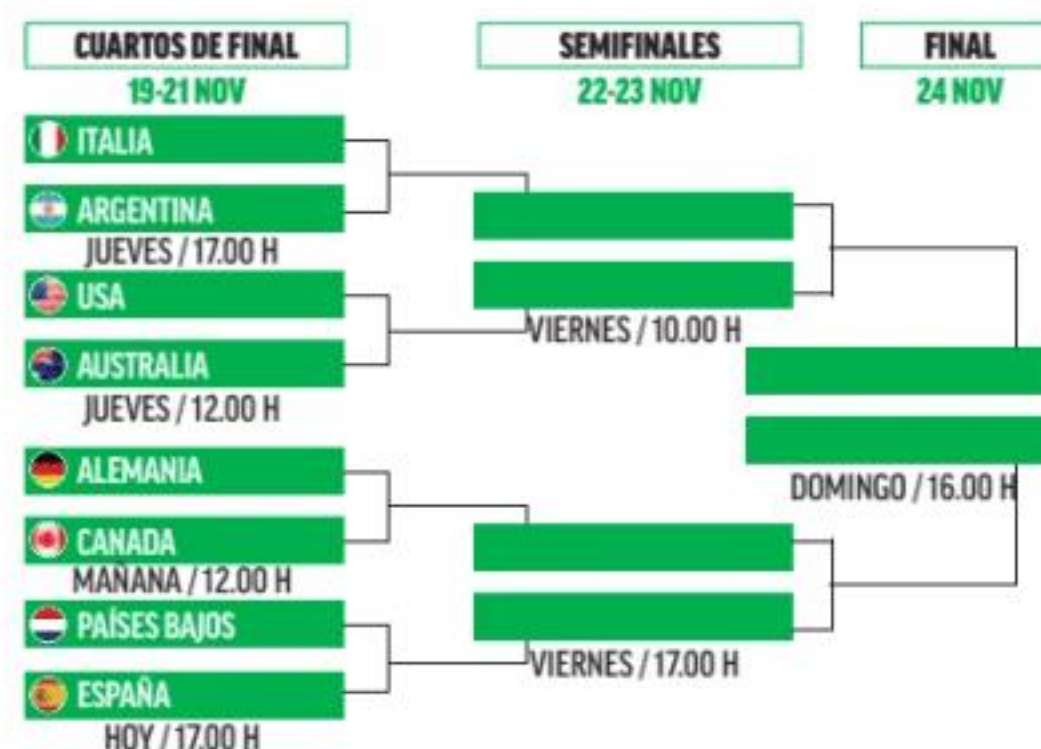 CUARTOS DE FINAL
19-21 NOV
ITALIA
ARGENTINA
JUEVES / 17.00 H
USA
AUSTRALIA
JUEVES / 12.00 H
ALEMANIA
CANADA
MAÑANA / 12.00 H
PAÍSES BAJOS
ESPAÑA
HOY / 17.00 H
SEMIFINALES
22-23 NOV
VIERNES / 10.00 H
VIERNES / 17.00 H
FINAL
24 NOV
DOMINGO / 16.00 H